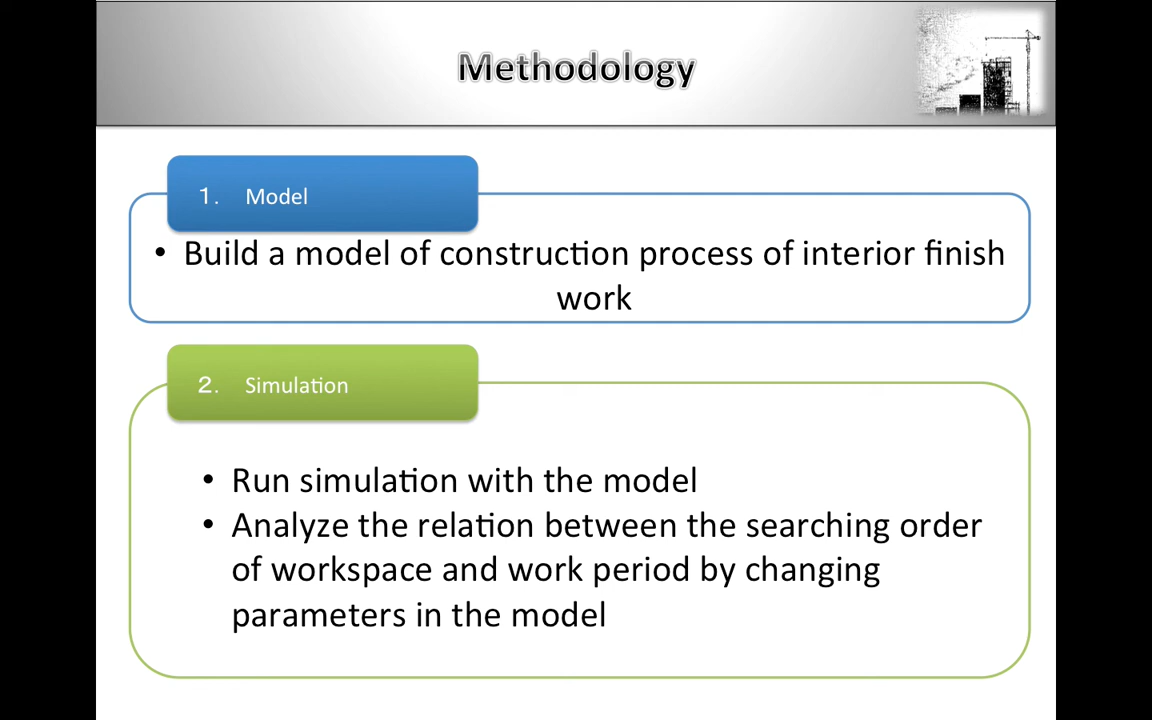 Methodology
1. Model
• Build a model of construction process of interior finish
work
2. Simulation
• Run simulation with the model
• Analyze the relation between the searching order
of workspace and work period by changing
parameters in the model